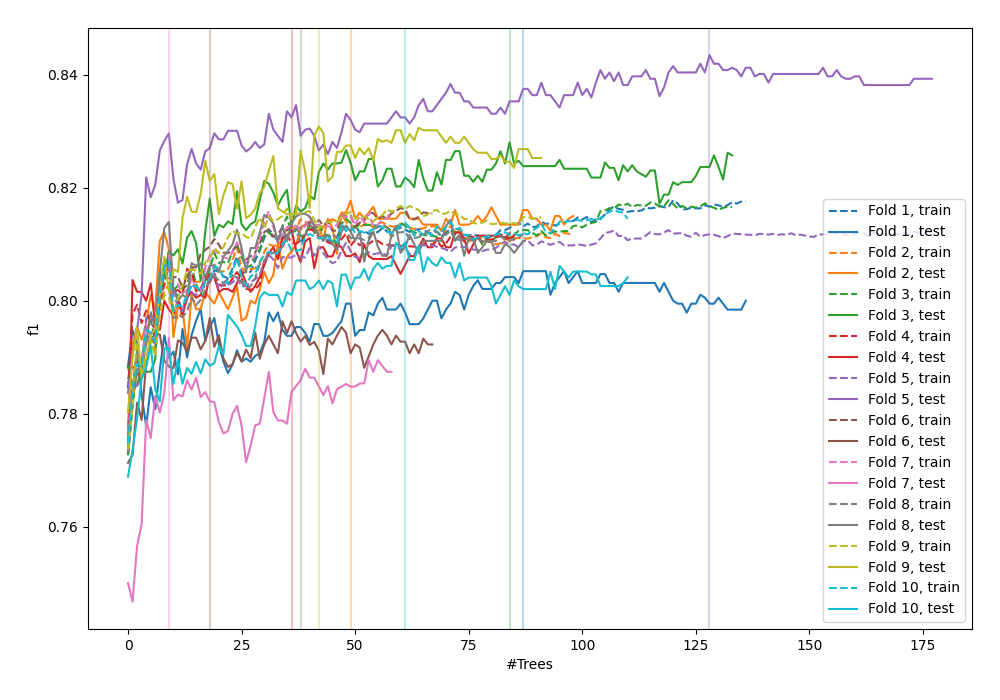 0.84
0.82
0.80
0.78
0.76
f1
0
25
50
75
100
125
150
175
#Trees
Fold 1, train
Fold 1, test
Fold 2, train
Fold 2, test
Fold 3, train
Fold 3, test
Fold 4, train
Fold 4, test
Fold 5, train
Fold 5, test
Fold 6, train
Fold 6, test
Fold 7, train
Fold 7, test
Fold 8, train
Fold 8, test
Fold 9, train
Fold 9, test
Fold 10, train
Fold 10, test